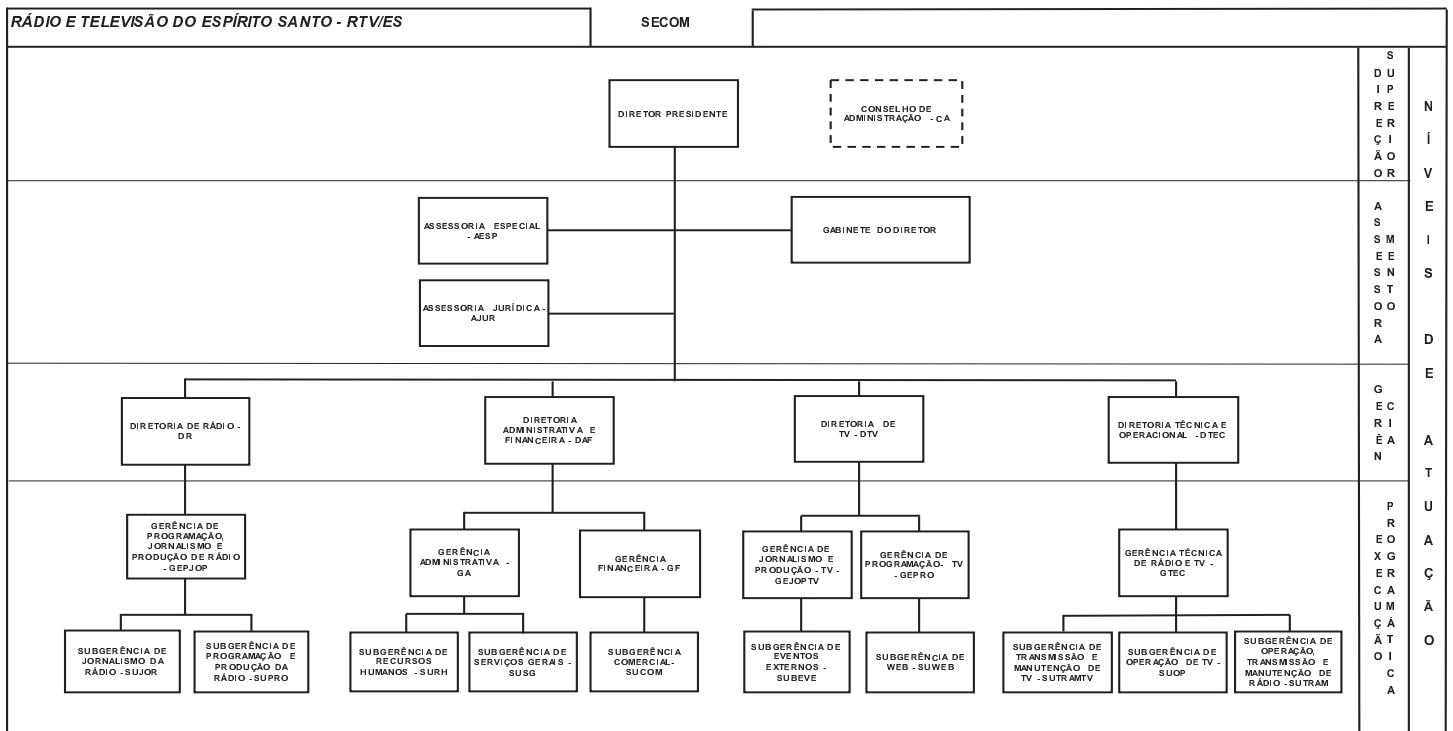 RÁDIO E TELEVISÃO DO ESPÍRITO SANTO - RTV/ES
SECOM
DIRETOR PRESIDENTE
CONSELHO DE
ADMINISTRAÇÃO - CA
DIREÇÃO
SUPERIOR
ASSESSORIA ESPECIAL
- AESP
GABINETE DO DIRETOR
ASSESSORIA JURÍDICA -
AJUR
ASSESSORA
MENTO
DIRETORIA DE RÁDIO -
DR
DIRETORIA
ADMINISTRATIVA E
FINANCEIRA - DAF
DIRETORIA DE
TV - DTV
DIRETORIA TÉCNICA E
OPERACIONAL - DTEC
GERÊN
CIA
GERÊNCIA DE
PROGRAMAÇÃO,
JORNALISMO E
PRODUÇÃO DE RÁDIO
- GEPJOP
GERÊNCIA
ADMINISTRATIVA -
GA
GERÊNCIA
FINANCEIRA - GF
GERÊNCIA DE
JORNALISMO E
PRODUÇÃO - TV -
GEJOPTV
GERÊNCIA DE
PROGRAMAÇÃO- TV
- GEPRO
GERÊNCIA TÉCNICA
DE RÁDIO E TV -
GTEC
SUBGERÊNCIA DE
JORNALISMO DA
RÁDIO - SUJOR
SUBGERÊNCIA DE
PROGRAMAÇÃO E
PRODUÇÃO DA
RÁDIO - SUPRO
SUBGERÊNCIA DE
RECURSOS
HUMANOS - SURH
SUBGERÊNCIA DE
SERVIÇOS GERAIS -
SUSG
SUBGERÊNCIA
COMERCIAL-
SUCOM
SUBGERÊNCIA DE
EVENTOS
EXTERNOS -
SUBEVE
SUBGERÊNÇIA DE
WEB - SUWEB
SUBGERÊNCIA DE
TRANSMISSÃO E
MANUTENÇÃO DE
TV - SUTRAMTV
SUBGERÊNCIA DE
OPERAÇÃO DE TV -
SUOP
SUBGERÊNCIA DE
OPERAÇÃO,
TRANSMISSÃO E
MANUTENÇÃO DE
RÁDIO - SUTRAM
EXECUÇÃO
PROGRAMÁTICA
NÍVEIS DE ATUAÇÃO